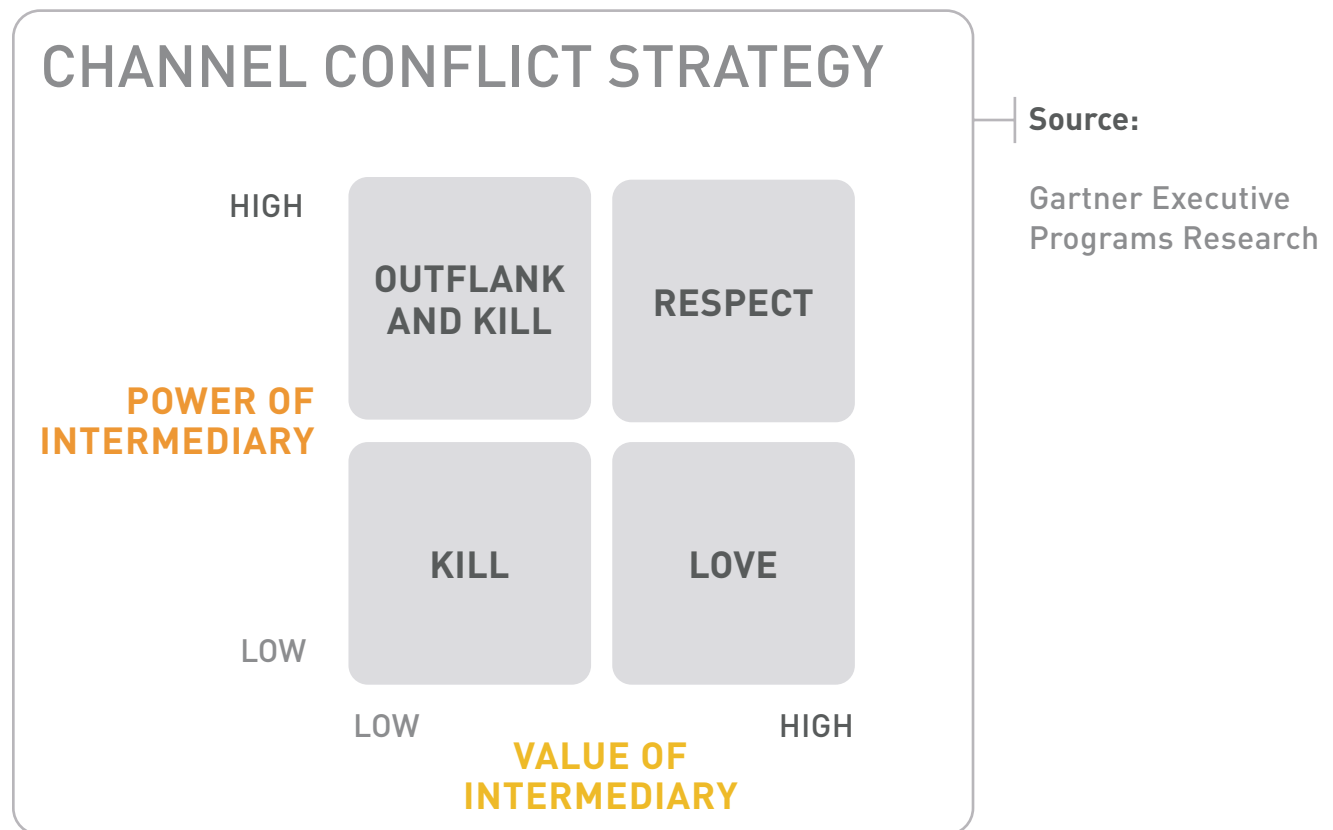 CHANNEL CONFLICT STRATEGY
Source:
Gartner Executive
Programs Research
HIGH
OUTFLANK
AND KILL
RESPECT
POWER OF
INTERMEDIARY
KILL
LOVE
LOW
LOW
HIGH
VALUE OF
INTERMEDIARY